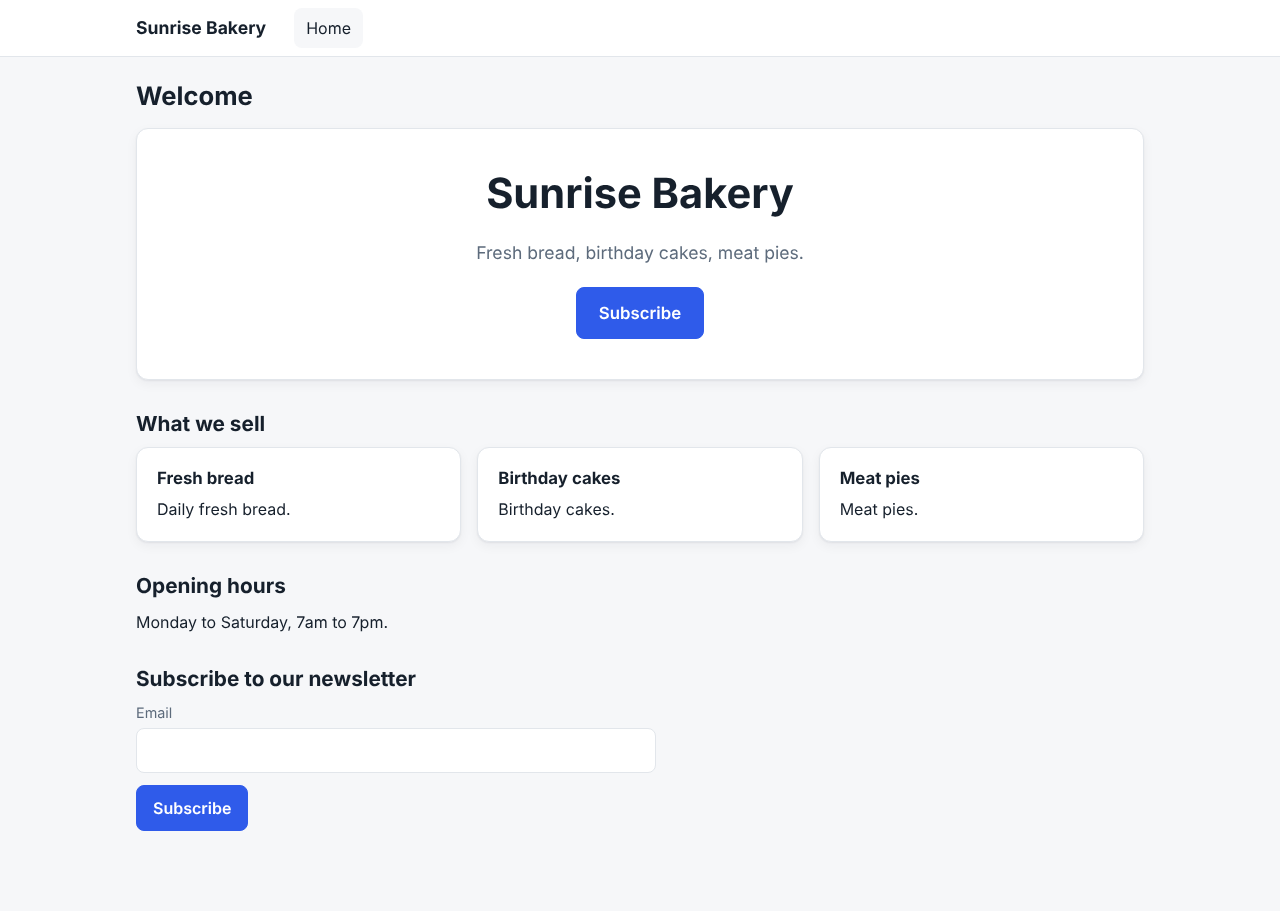 Sunrise Bakery
Home
Welcome
Sunrise Bakery
Fresh bread, birthday cakes, meat pies.
Subscribe
What we sell
Fresh bread
Daily fresh bread.
Birthday cakes
Birthday cakes.
Meat pies
Meat pies.
Opening hours
Monday to Saturday, 7am to 7pm.
Subscribe to our newsletter
Email
Subscribe